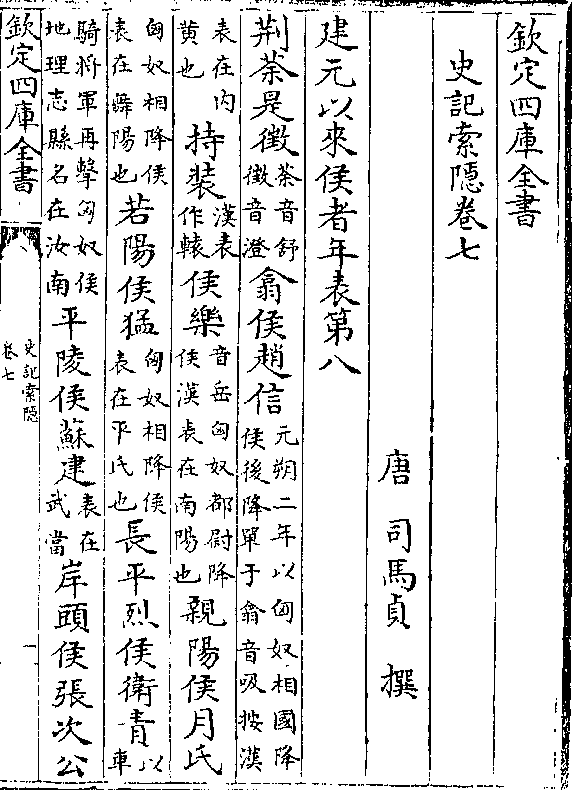 欽定四庫全書
史記索隱卷七
唐 司馬貞 撰
建元以來侯者年表第八
荆荼是徵荼音舒徵音澄翕侯趙信元朔二年以匈奴相國降侯後降單于翕音吸按漢
表在内黄也持装漢表作轅侯樂音岳匈奴都尉降侯漢表在南陽也親陽侯月氏
匈奴相降侯表在舞陽也若陽侯猛匈奴相降侯表在平氏也長平烈侯衛青以車
騎將軍再擊匈奴侯地理志縣名在汝南平陵侯蘇建表在武當岸頭侯張次公
欽定四庫全書
史記索隱
卷七
一